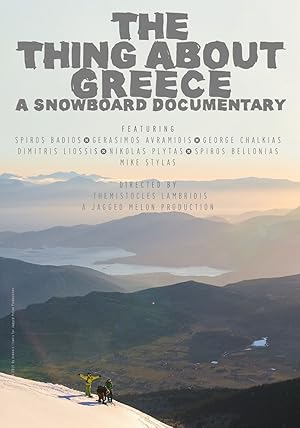 THE
THING ABOUT
GREECE
A SNOWBOARD DOCUMENTARY
FEATURING
SPIROS BADIOS GERASIMOS AVRAMIDIS GEORGE CHALKIAS
DIMITRIS LIOSSIS NIKOLAS PLYTAS SPIROS BELLONIAS
MIKE STYLAS
DIRECTED BY
THEMISTOCLES LAMBRIDIS
A JAGGED MELON PRODUCTION